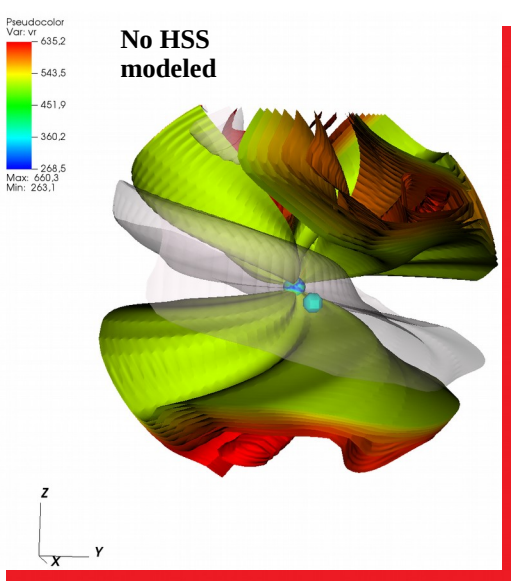 Pseudocolor
Var: vr
No HSS
modeled
635,2
543,5
451,9
360,2
268,5
Max: 660,3
Min: 263,1
Z
Y
X